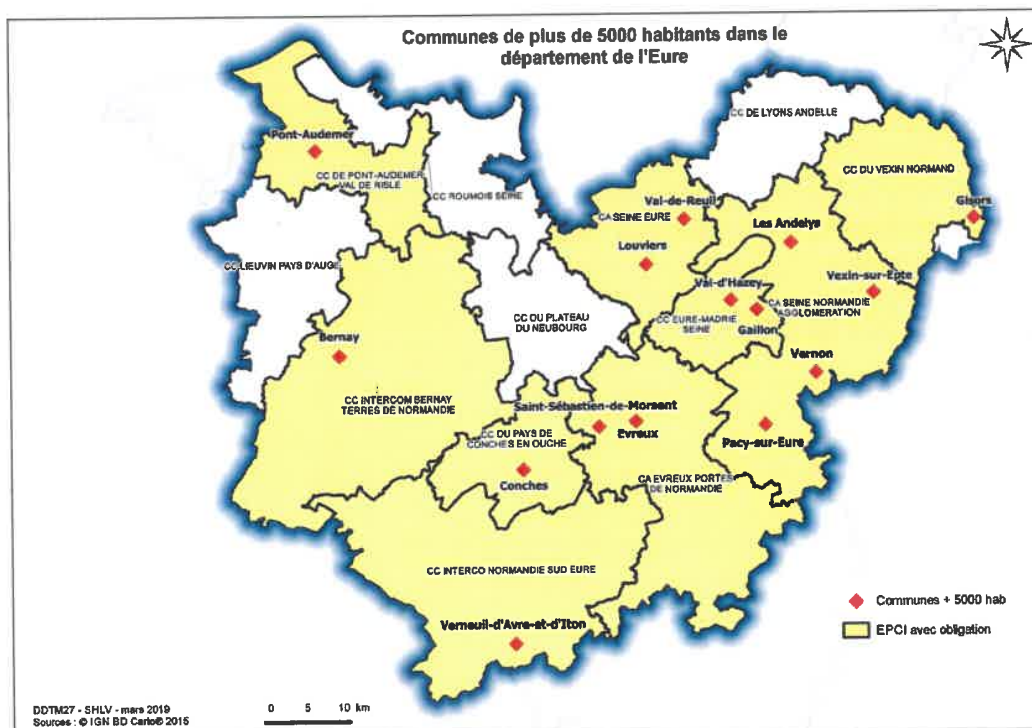 Communes de plus de 5000 habitants dans le
département de l'Eure
CC DE LYONS ANDELLE
Pont-Audemer
CC DE PONT-AUDEMER
VAL DE RISLE
CC ROUMOIS SEINE
CC DU VEXIN NORMAND
Gisors
Val-de-Reuil
CA SEINE EURE
Les Andelys
Louviers
CC LIEUVIN PAYS D'AUGE
Val-d'Hazey
Vexin-sur-Epte
CA SEINE NORMANDIE
AGGLOMERATION
CC EURE-MADRIE
SEINE
Gaillon
CC DU PLATEAU
DU NEUBOURG
Bernay
Vernon
CC INTERCOM BERNAY
TERRES DE NORMANDIE
Saint-Sébastien-de-Morsent
Evreux
CC DU PAYS DE
CONCHES EN OUCHE
Pacy-sur-Eure
Conches
CA EVREUX PORTES
DE NORMANDIE
CC INTERCO NORMANDIE SUD EURE
Verneuil-d'Avre-et-d'Iton
Communes + 5000 hab
EPCI avec obligation
DDTM27 - SHLV - mars 2019
Sources : © IGN BD Carto® 2015
0 5 10 km